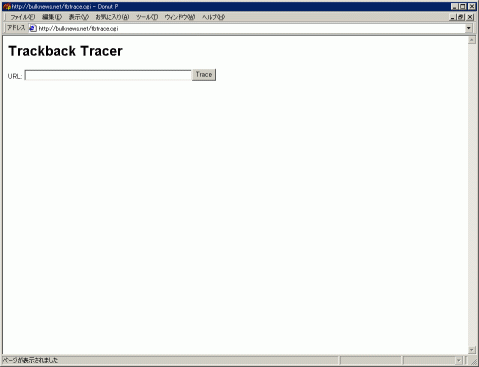 http://bulknews.net/tbtrace.cgi - Donut P
ファイル(F) 編集(E) 表示(V) お気に入り(A) ツール(T) ウィンドウ(W) ヘルプ(H)
アドレス http://bulknews.net/tbtrace.cgi
Trackback Tracer
URL: Trace
ページが表示されました